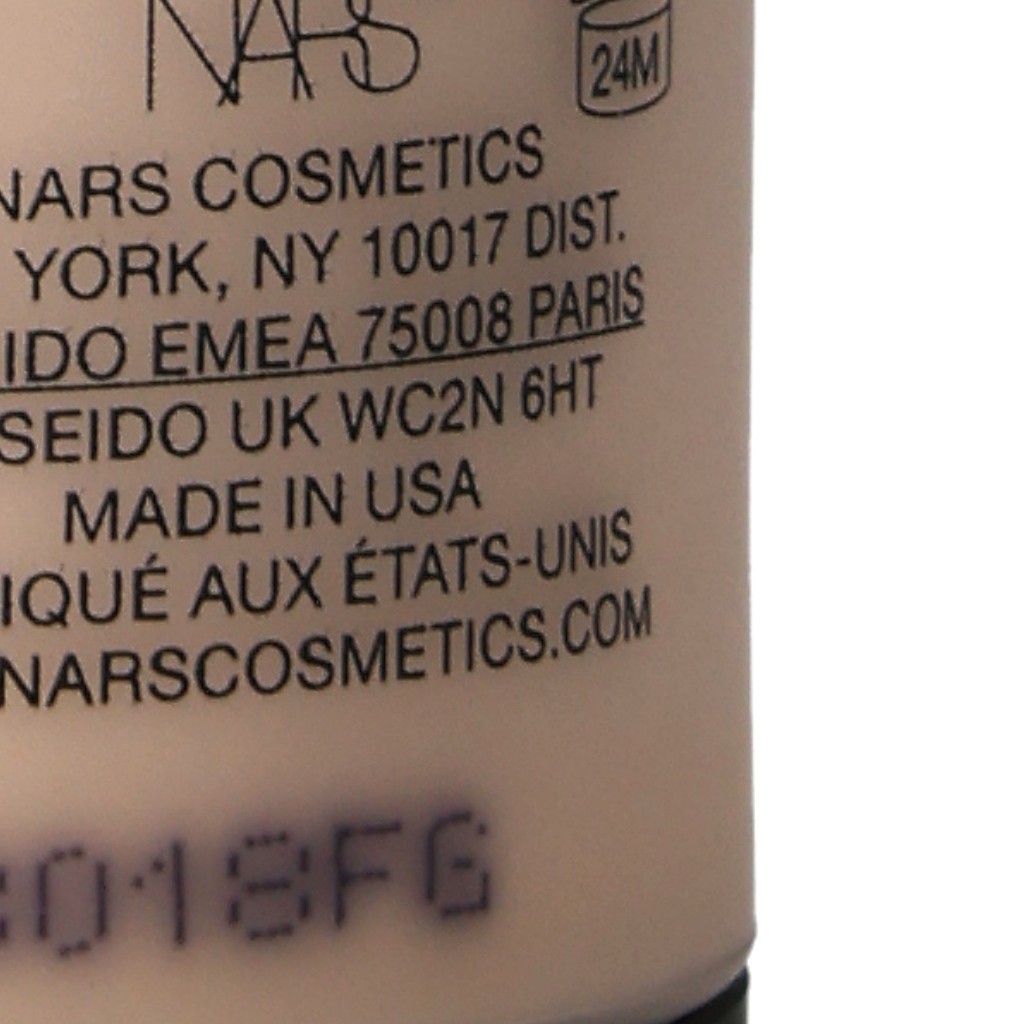 NARS
24M
NARS COSMETICS
YORK, NY 10017 DIST.
IDO EMEA 75008 PARIS
SEIDO UK WC2N 6HT
MADE IN USA
IQUÉ AUX ÉTATS-UNIS
NARSCOSMETICS.COM
018FG